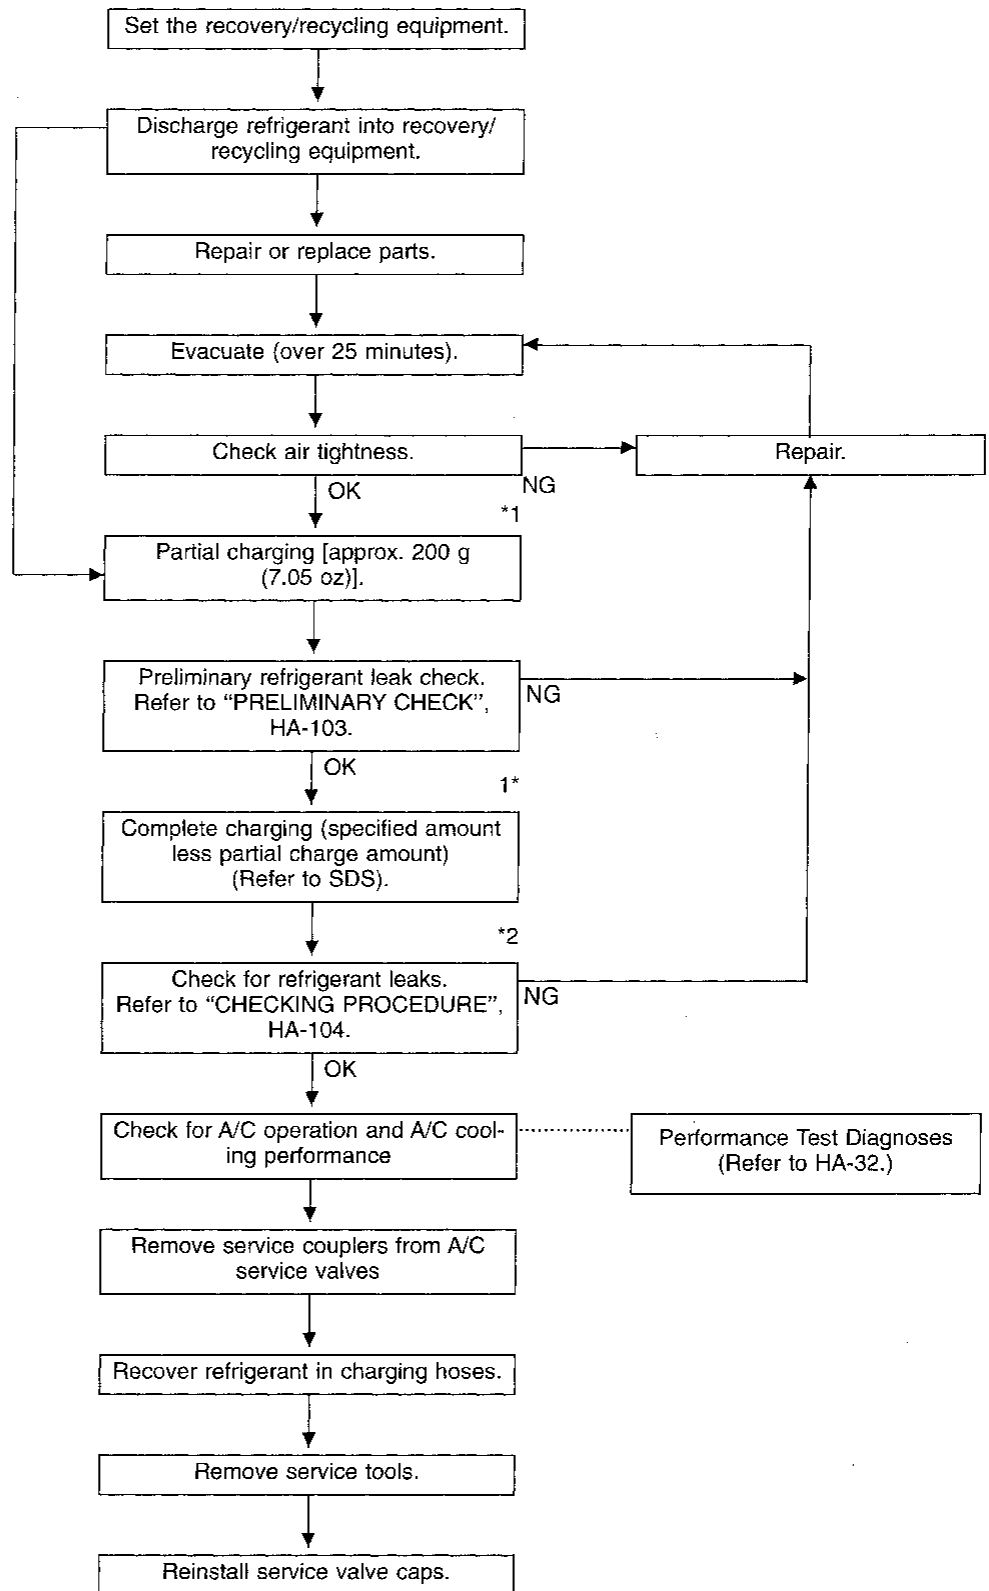 Set the recovery/recycling equipment.
Discharge refrigerant into recovery/
recycling equipment.
Repair or replace parts.
Evacuate (over 25 minutes).
Check air tightness.
Repair.
OK
NG
*1
Partial charging [approx. 200 g
(7.05 oz)].
Preliminary refrigerant leak check.
Refer to “PRELIMINARY CHECK”,
HA-103.
NG
OK
1*
Complete charging (specified amount
less partial charge amount)
(Refer to SDS).
*2
Check for refrigerant leaks.
Refer to “CHECKING PROCEDURE”,
HA-104.
NG
OK
Check for A/C operation and A/C cool-
ing performance
Performance Test Diagnoses
(Refer to HA-32.)
Remove service couplers from A/C
service valves
Recover refrigerant in charging hoses.
Remove service tools.
Reinstall service valve caps.